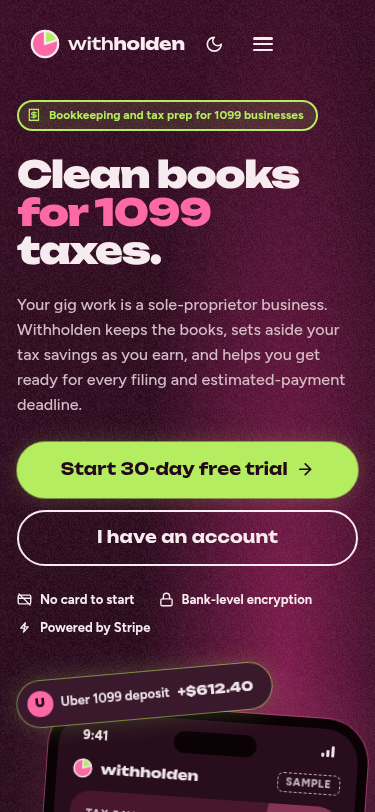 withholden
Bookkeeping and tax prep for 1099 businesses
Clean books
for 1099
taxes.
Your gig work is a sole-proprietor business.
Withholden keeps the books, sets aside your
tax savings as you earn, and helps you get
ready for every filing and estimated-payment
deadline.
Start 30-day free trial →
I have an account
No card to start
Bank-level encryption
Powered by Stripe
U Uber 1099 deposit +$612.40
9:41
withholden
SAMPLE